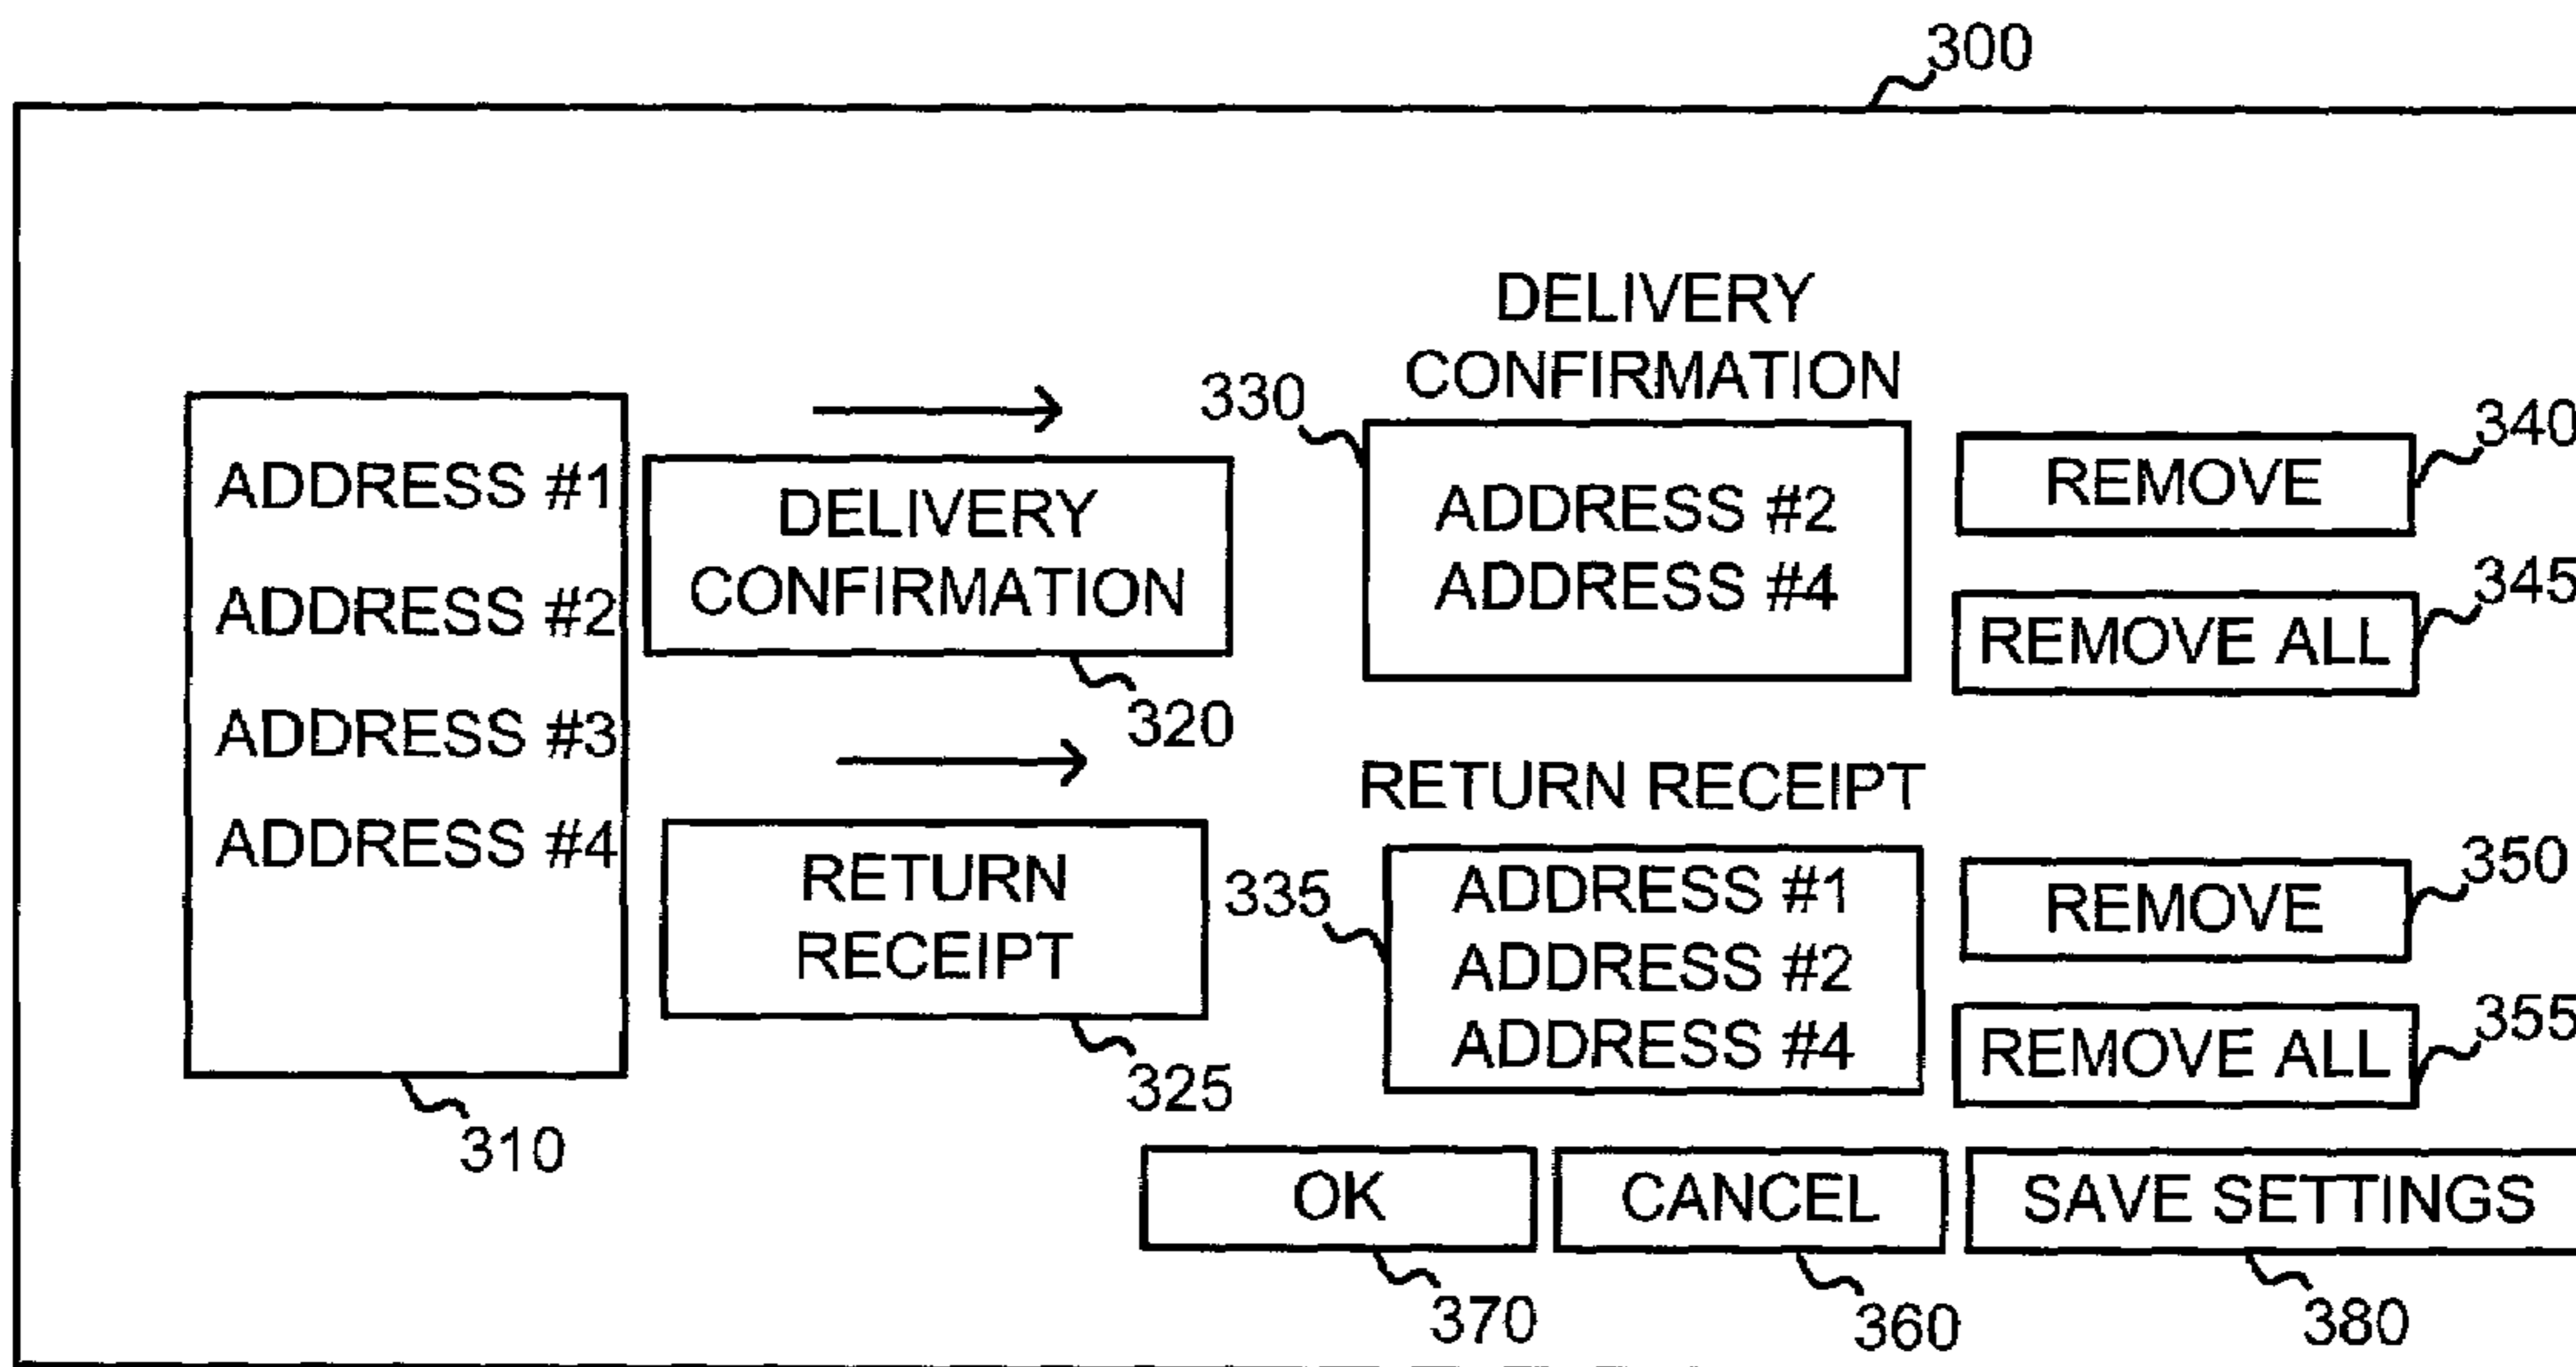 300
DELIVERY
CONFIRMATION
330
340
ADDRESS #1
DELIVERY
CONFIRMATION
ADDRESS #2
ADDRESS #4
REMOVE
345
ADDRESS #2
REMOVE ALL
320
ADDRESS #3
RETURN RECEIPT
ADDRESS #4
RETURN
RECEIPT
335
ADDRESS #1
ADDRESS #2
ADDRESS #4
350
REMOVE
355
REMOVE ALL
325
310
OK
CANCEL
SAVE SETTINGS
370
360
380